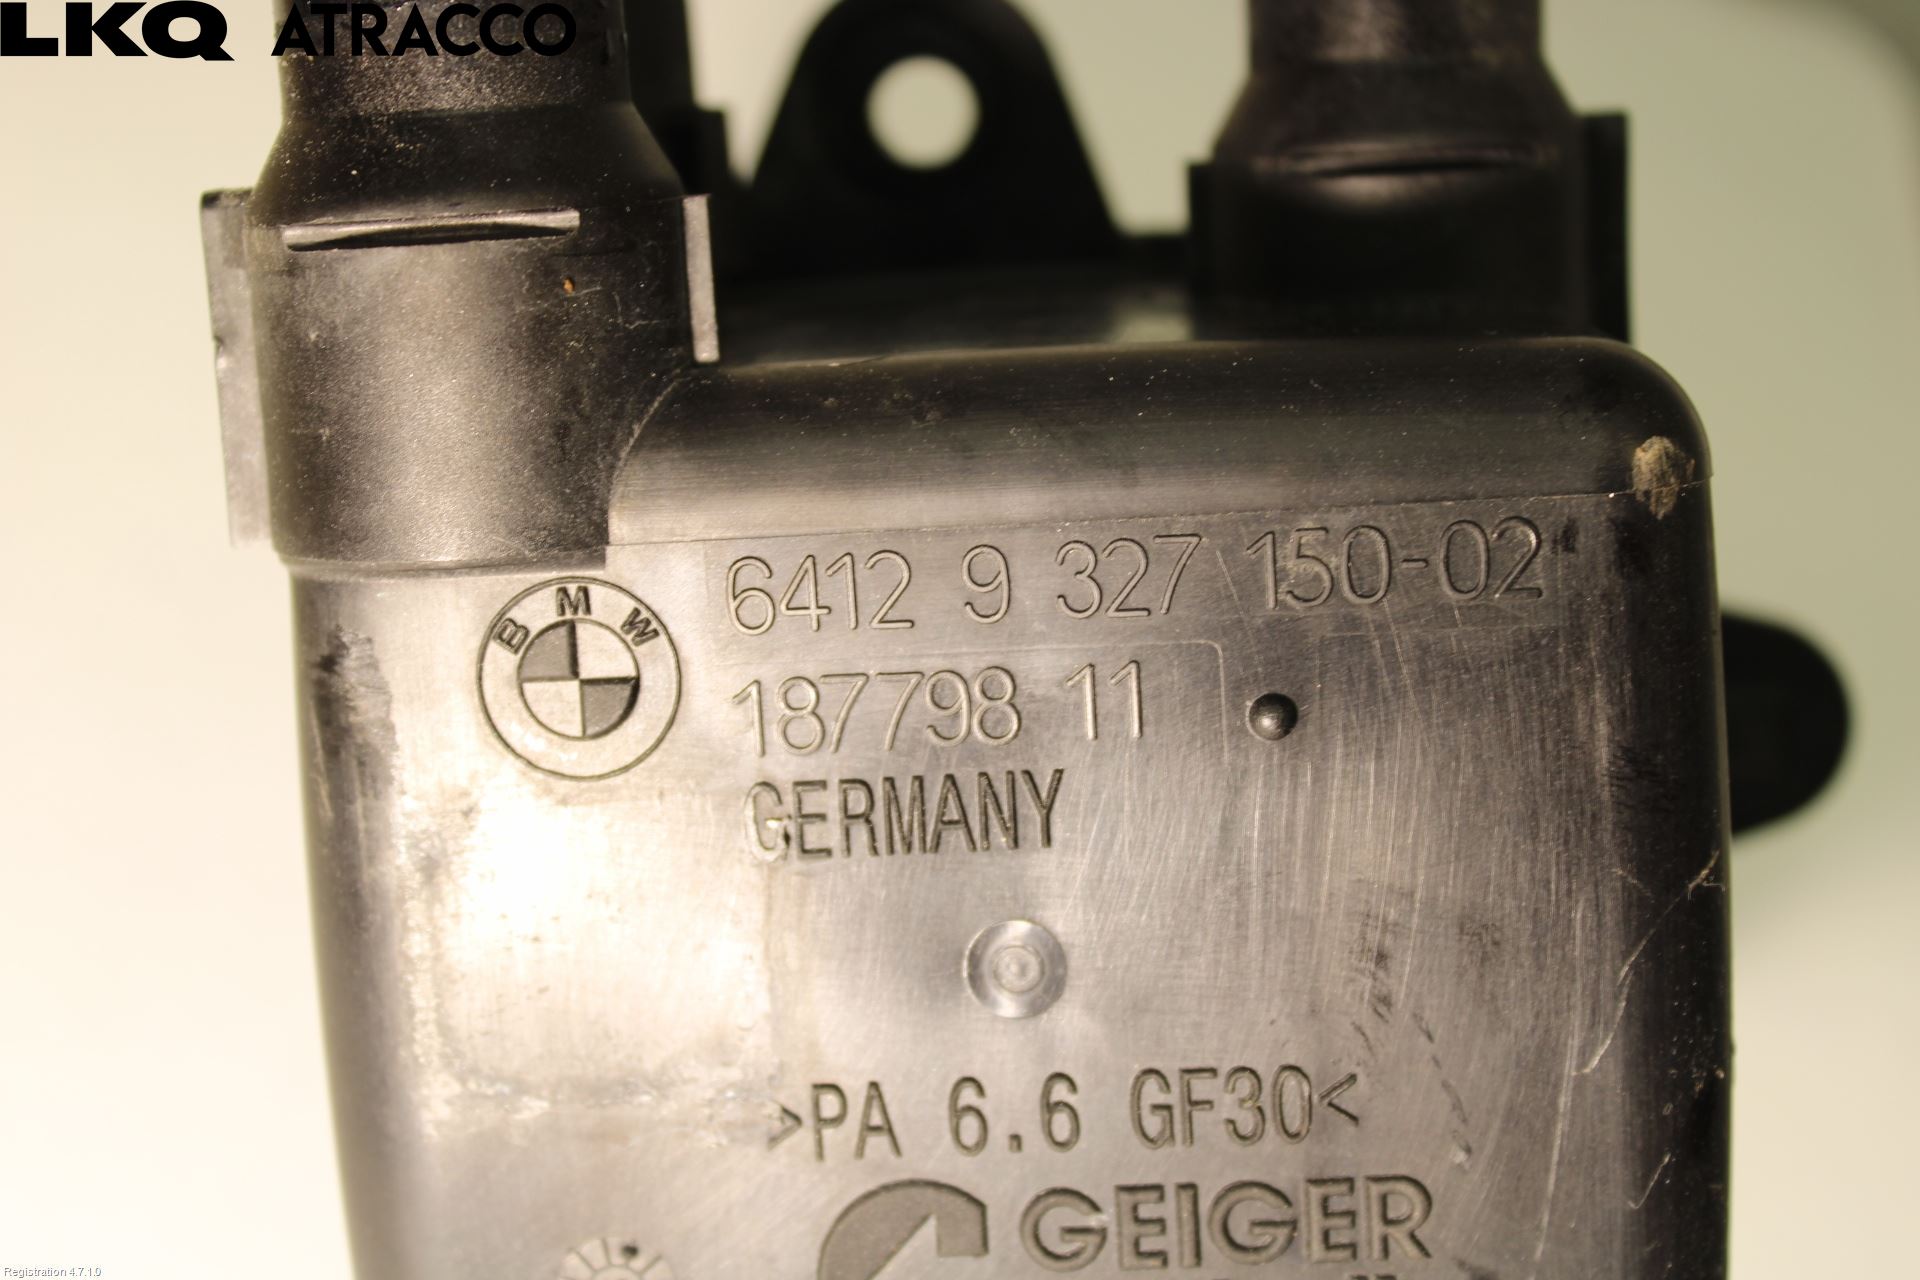 LKQ ATRACCO
BMW
6412 9 327 150-02
187798 11
GERMANY
>PA 6.6 GF30<
GEIGER
Registration 4.7.1.0